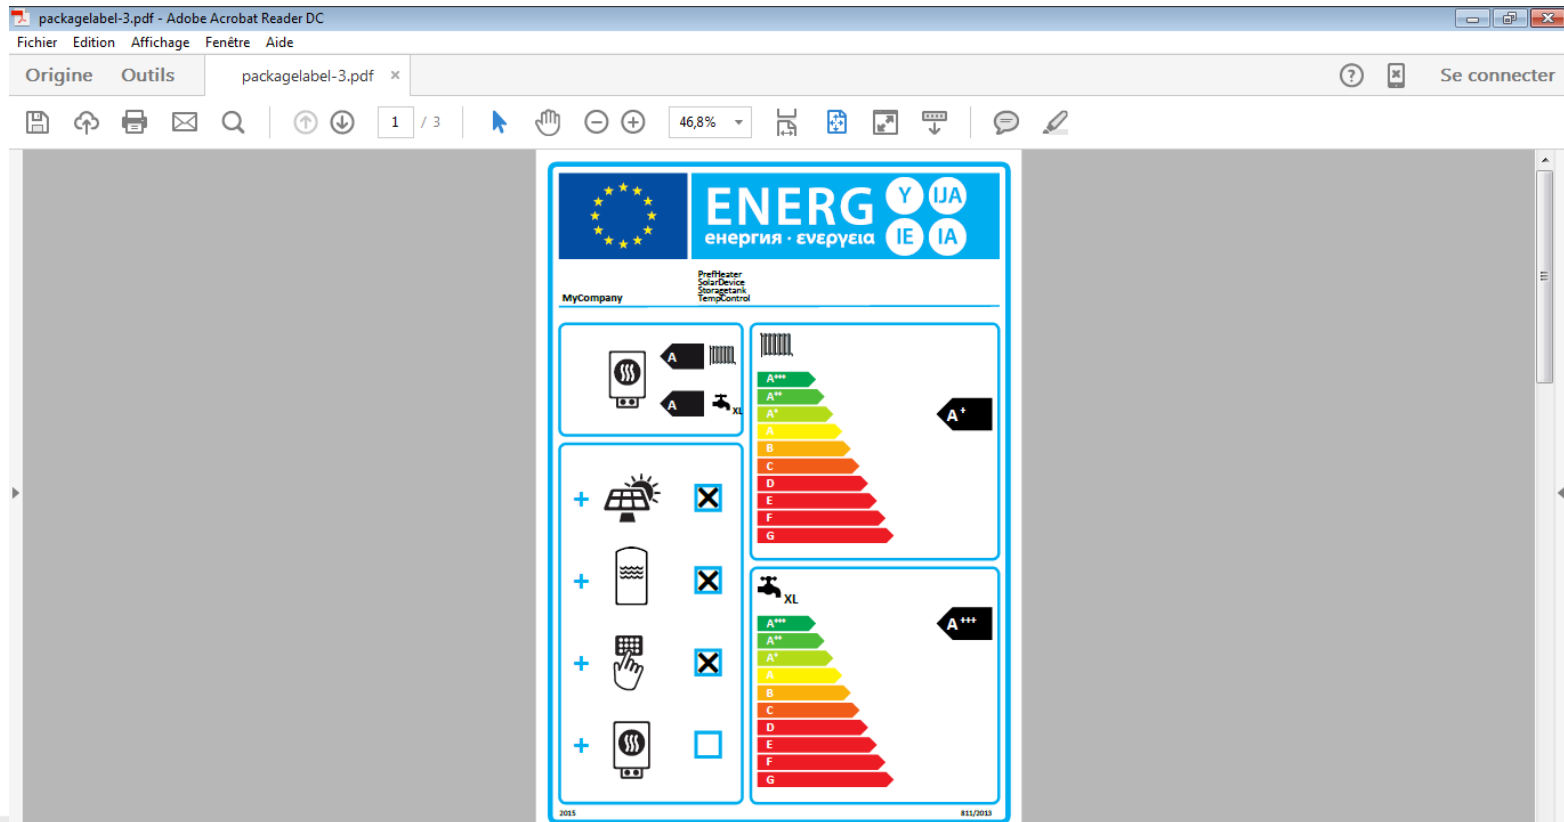 packagelabel-3.pdf - Adobe Acrobat Reader DC
Fichier Edition Affichage Fenêtre Aide
Origine Outils packagelabel-3.pdf × ? Se connecter
1 / 3 46,8%
ENERG Y IJA
енергия · ενεργεια IE IA
PrefHeater
SolarDevice
Storagetank
MyCompany TempControl
A
A XL
A+++
A++
A+
A
B
C
D
E
F
G
A+
+
+
+
+
XL
A+++
A++
A+
A
B
C
D
E
F
G
A+++
2015 811/2013